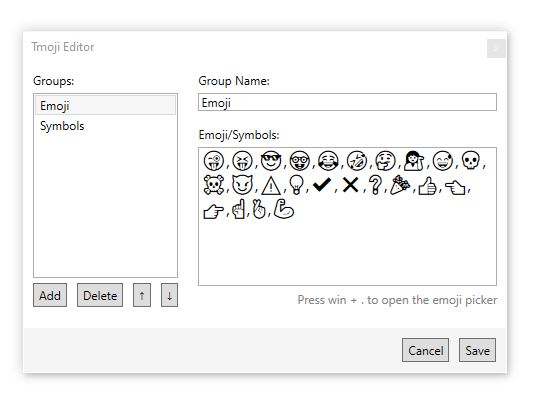 Tmoji Editor
x
Groups:
Emoji
Symbols
Add
Delete
↑
↓
Group Name:
Emoji
Emoji/Symbols:
😜,😝,😎,🤓,😂,🤣,🤔,🤦‍♀️,😅,💀,
☠,😈,⚠,💡,✔,❌,❓,🎉,👍,👈,
👉,☝,🤞,💪
Press win + . to open the emoji picker
Cancel
Save